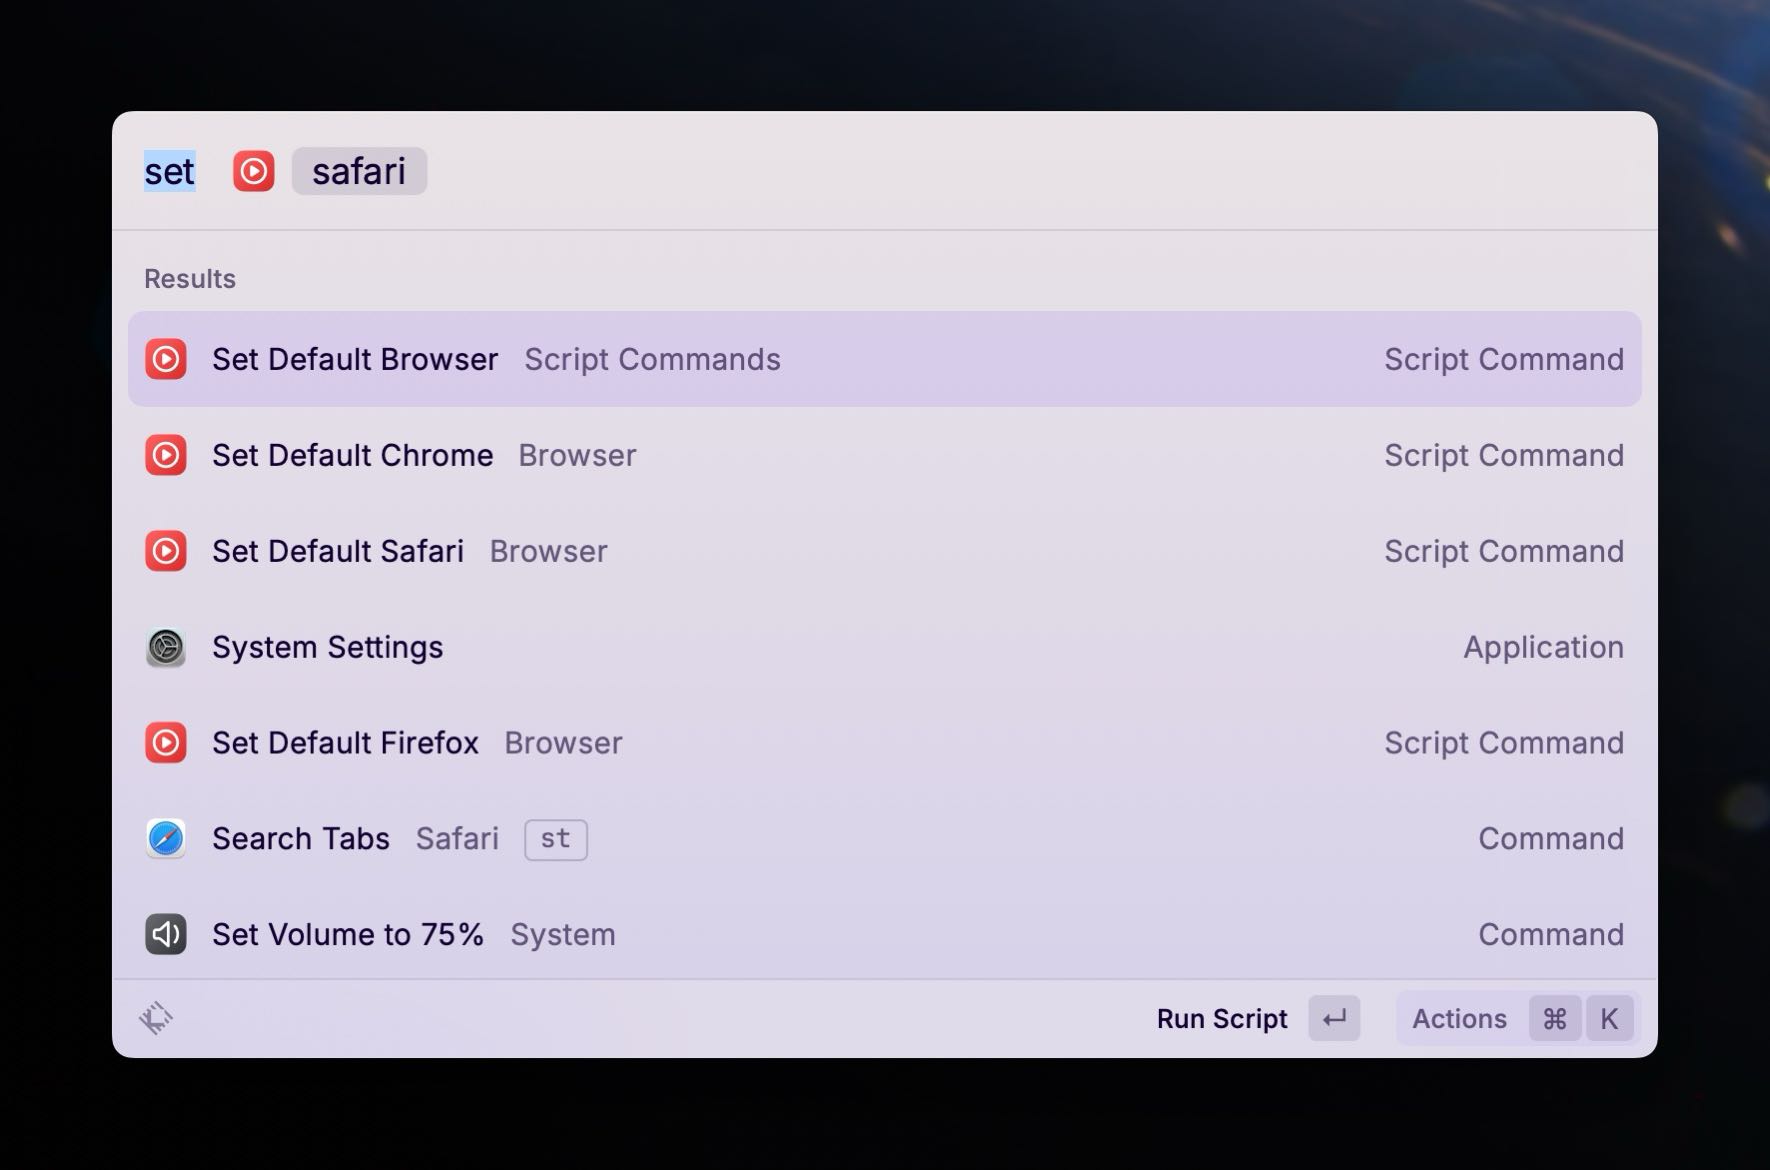 set safari
Results
Set Default Browser Script Commands Script Command
Set Default Chrome Browser Script Command
Set Default Safari Browser Script Command
System Settings Application
Set Default Firefox Browser Script Command
Search Tabs Safari st Command
Set Volume to 75% System Command
Run Script ↵ Actions ⌘ K